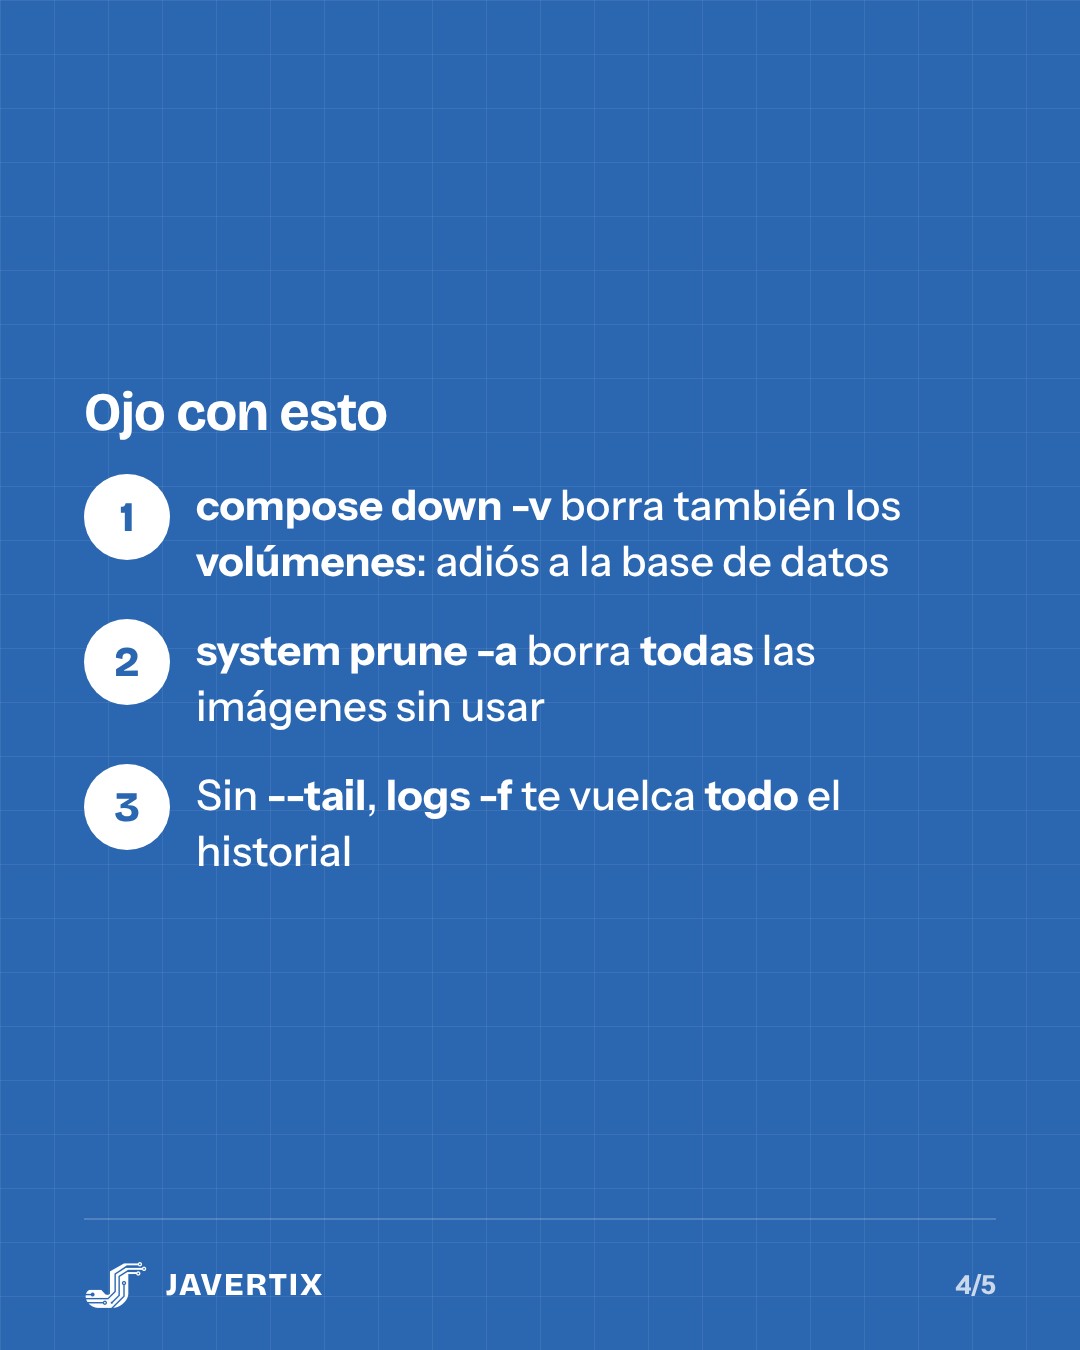 Ojo con esto
1
compose down -v borra también los
volúmenes: adiós a la base de datos
2
system prune -a borra todas las
imágenes sin usar
3
Sin --tail, logs -f te vuelca todo el
historial
JAVERTIX
4/5